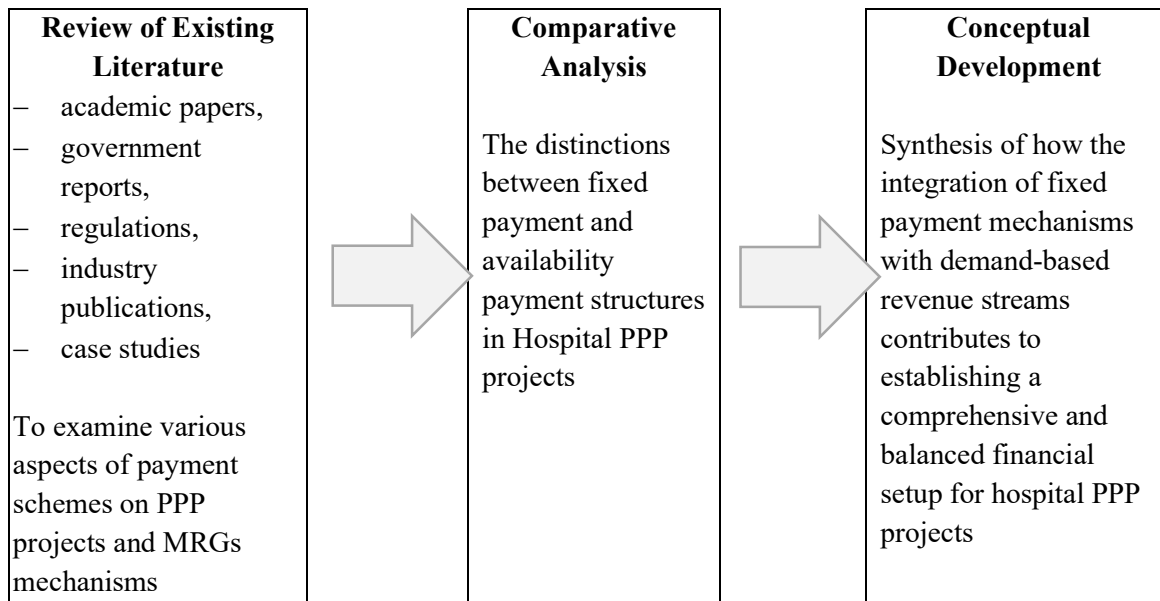 Review of Existing
Literature
– academic papers,
– government
reports,
– regulations,
– industry
publications,
– case studies
To examine various
aspects of payment
schemes on PPP
projects and MRGs
mechanisms
Comparative
Analysis
The distinctions
between fixed
payment and
availability
payment structures
in Hospital PPP
projects
Conceptual
Development
Synthesis of how the
integration of fixed
payment mechanisms
with demand-based
revenue streams
contributes to
establishing a
comprehensive and
balanced financial
setup for hospital PPP
projects